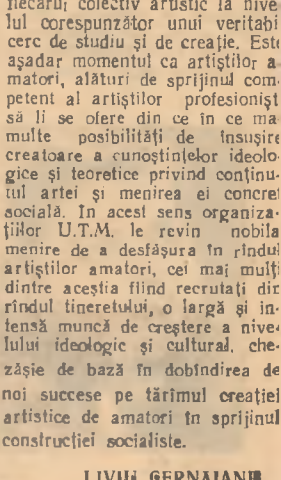 fiecărui colectiv artistic la nive-
lul corespunzător unui veritabi
cerc de studiu și de creație. Este
așadar momentul ca artiștilor a-
matori, alături de sprijinul com-
petent al artiștilor profesioniști
să li se ofere din ce în ce mai
multe posibilități de însușire
creatoare a cunoștințelor ideolo-
gice și teoretice privind conținu-
tul artei și menirea ei concret
socială. In acest sens organiza-
țiilor U.T.M. le revin nobila
menire de a desfășura în rîndul
artiștilor amatori, cei mai mulți
dintre aceștia fiind recrutați din
rîndul tineretului, o largă și in-
tensă muncă de creștere a nive-
lului ideologic și cultural, che-
zășie de bază în dobîndirea de
noi succese pe tărîmul creației
artistice de amatori în sprijinul
construcției socialiste.
LIVIU